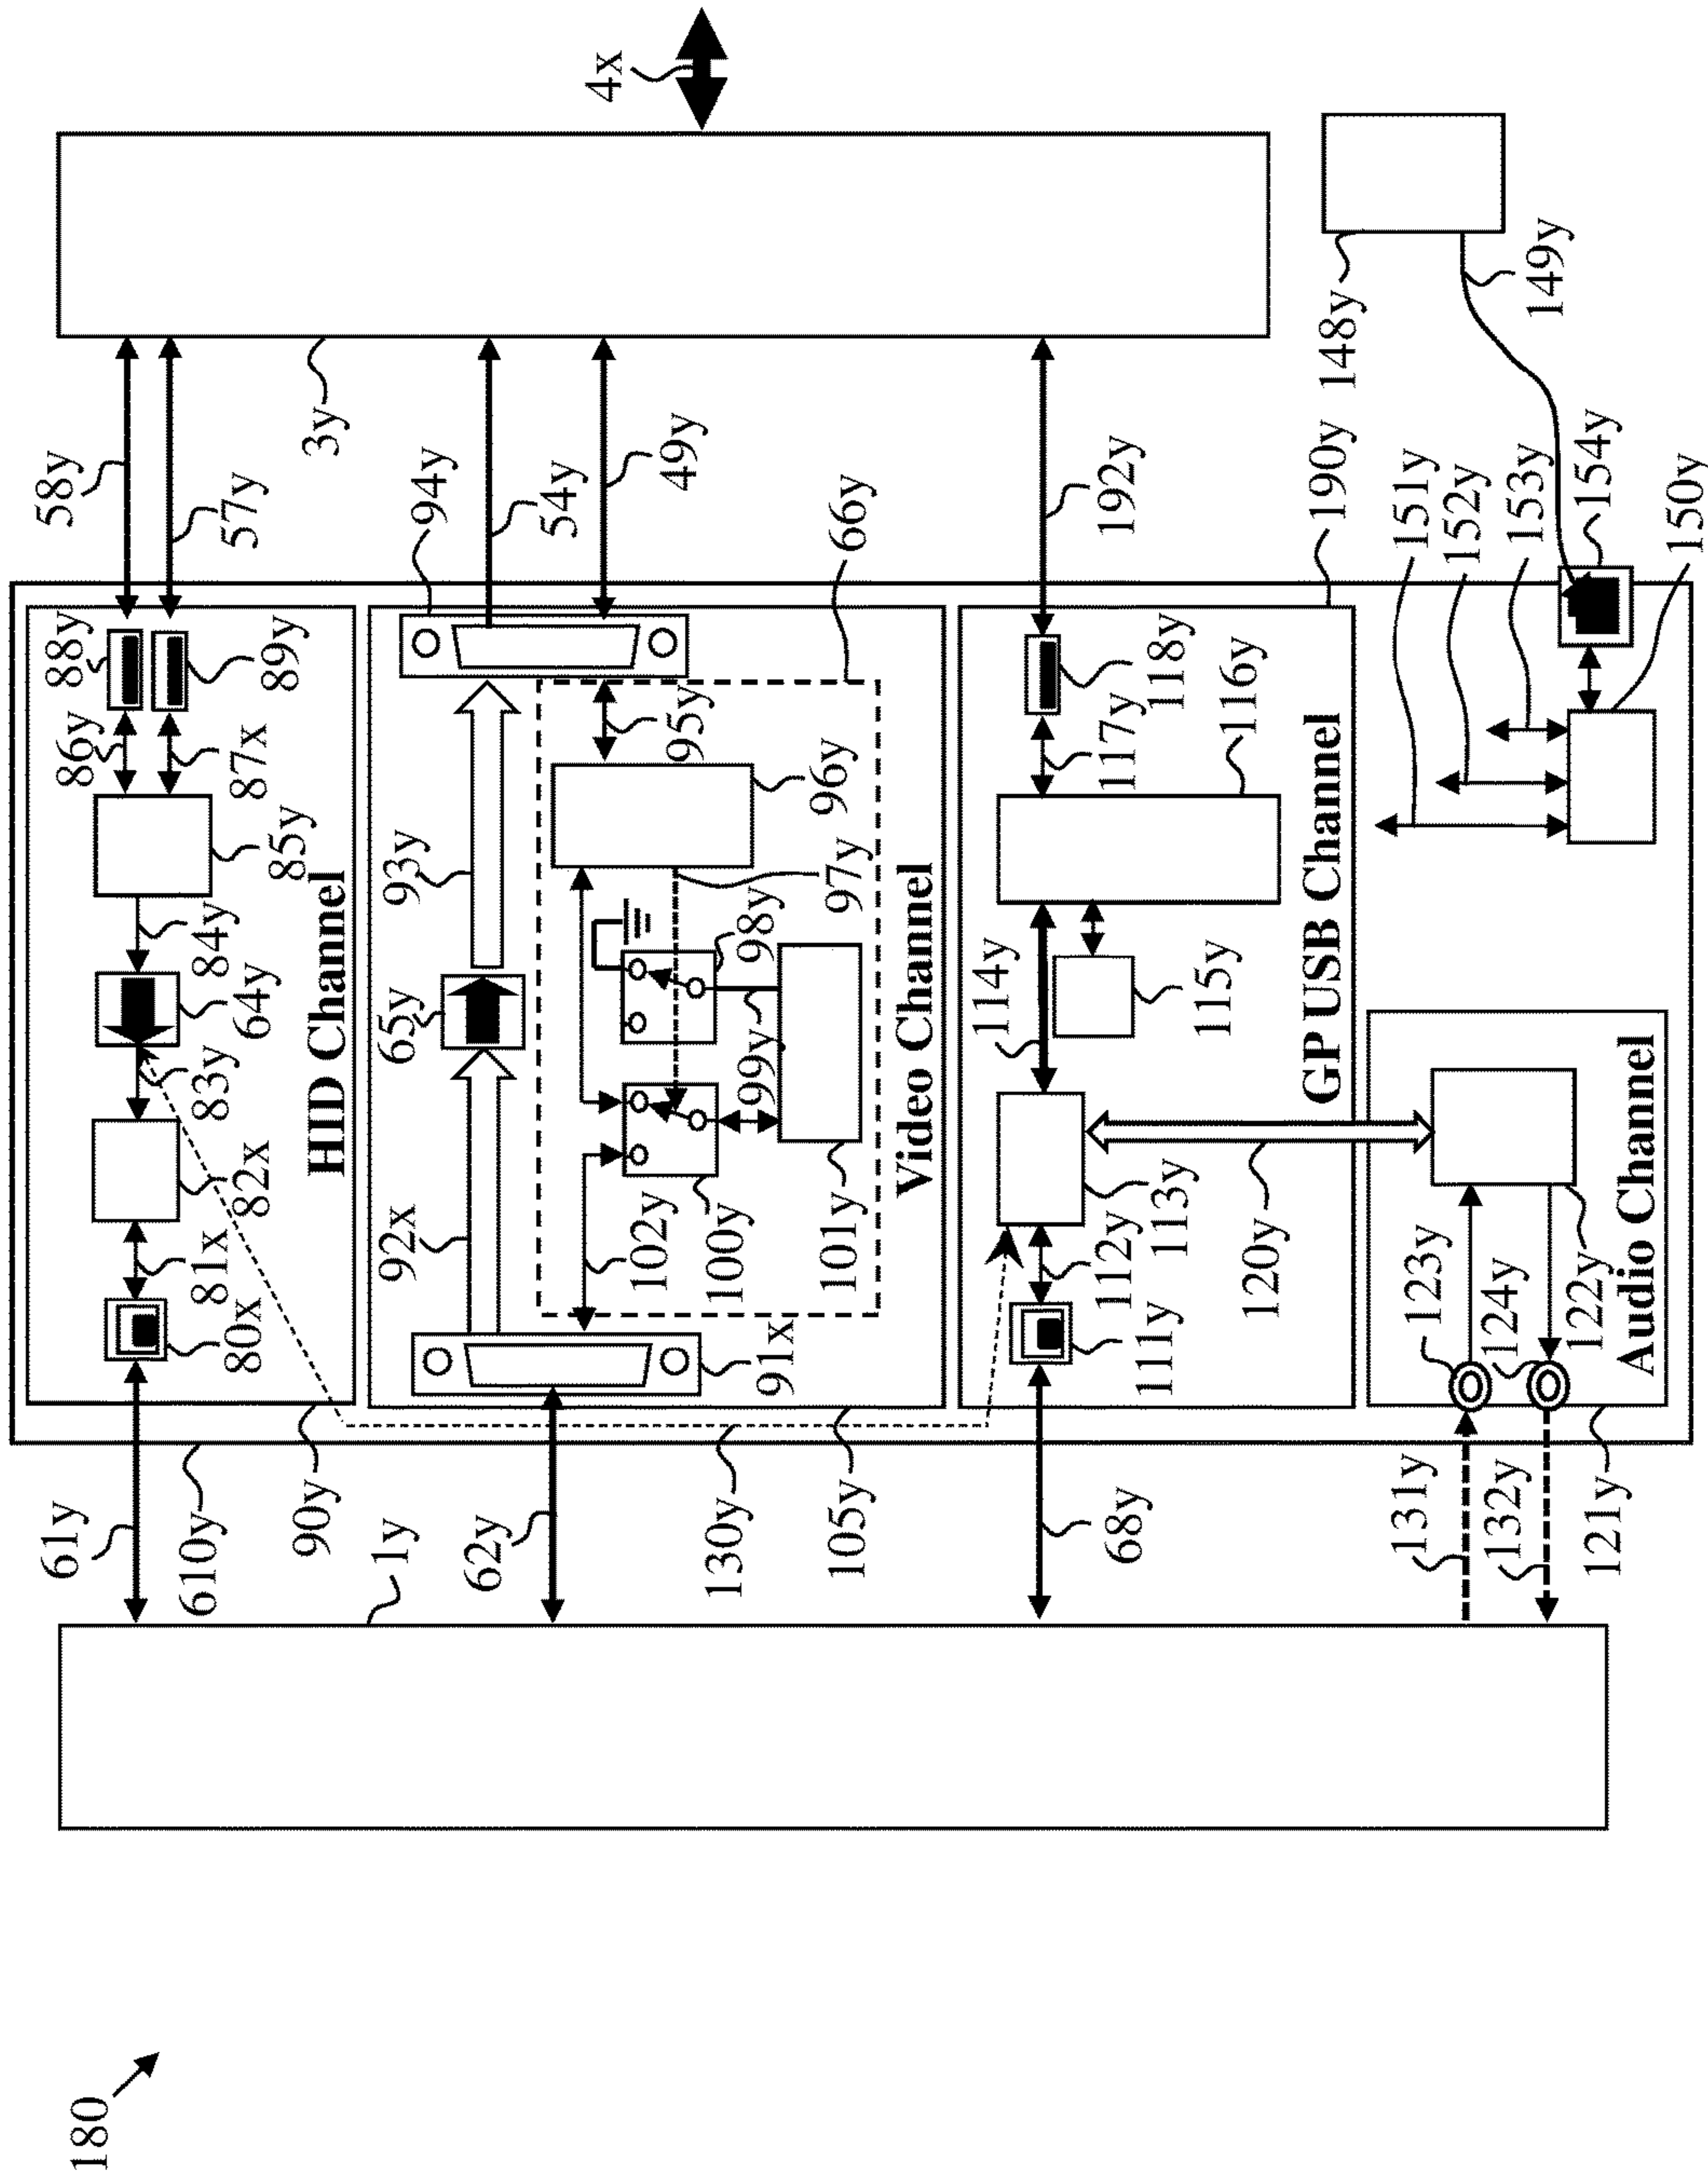 180
4x
3y
58y
57y
94y
54y
49y
66y
192y
190y
148y
149y
151y
152y
153y
154y
150y
88y
89y
86y
87x
85y
84y
64y
83y
82x
81x
80x
HID Channel
93y
65y
92x
95y
96y
97y
98y
99y
102y
100y
101y
91x
Video Channel
118y
117y
116y
114y
115y
113y
112y
111y
GP USB Channel
120y
123y
124y
122y
Audio Channel
61y
610y
90y
1y
62y
130y
105y
68y
131y
132y
121y